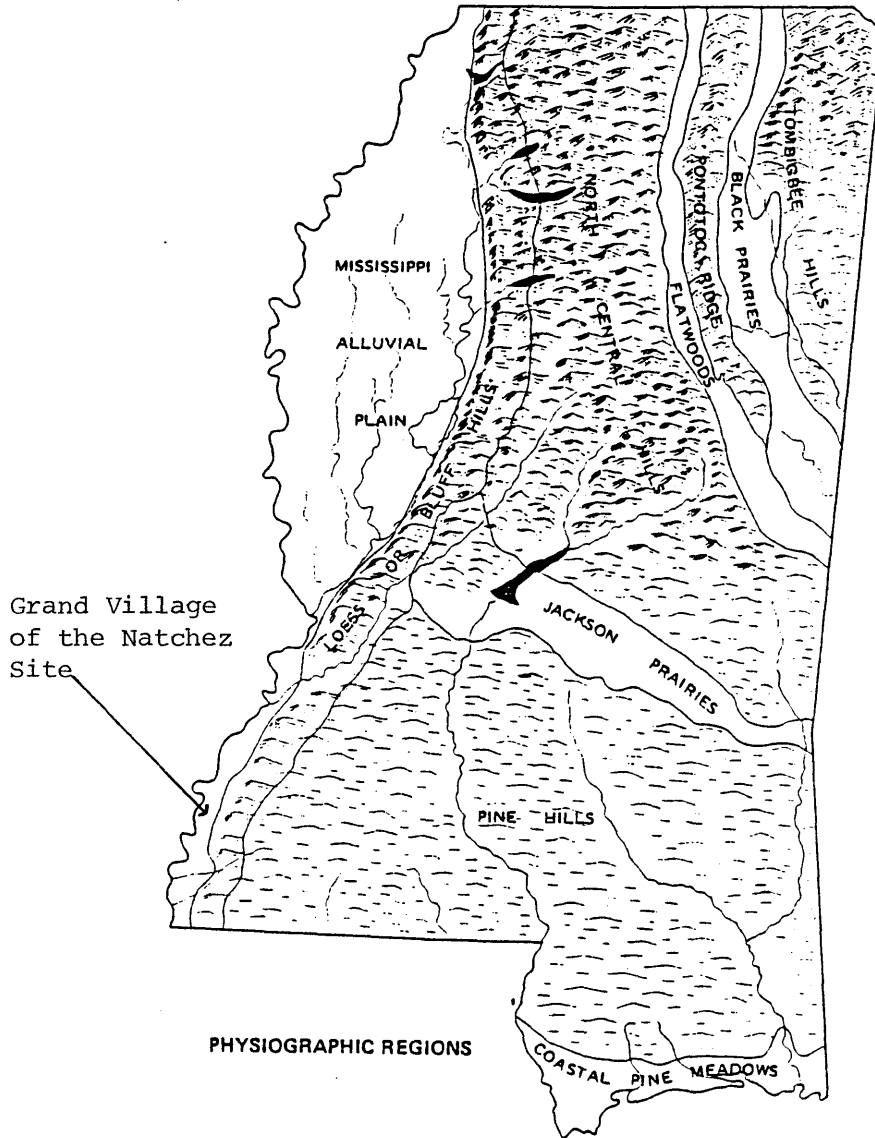 TOMBIGBEE
HILLS
BLACK PRAIRIES
PONTOTOC RIDGE
FLATWOODS
NORTH
CENTRAL
HILLS
MISSISSIPPI
ALLUVIAL
PLAIN
LOESS OR BLUFF HILLS
Grand Village
of the Natchez
Site
JACKSON
PRAIRIES
PINE HILLS
PHYSIOGRAPHIC REGIONS
COASTAL PINE MEADOWS